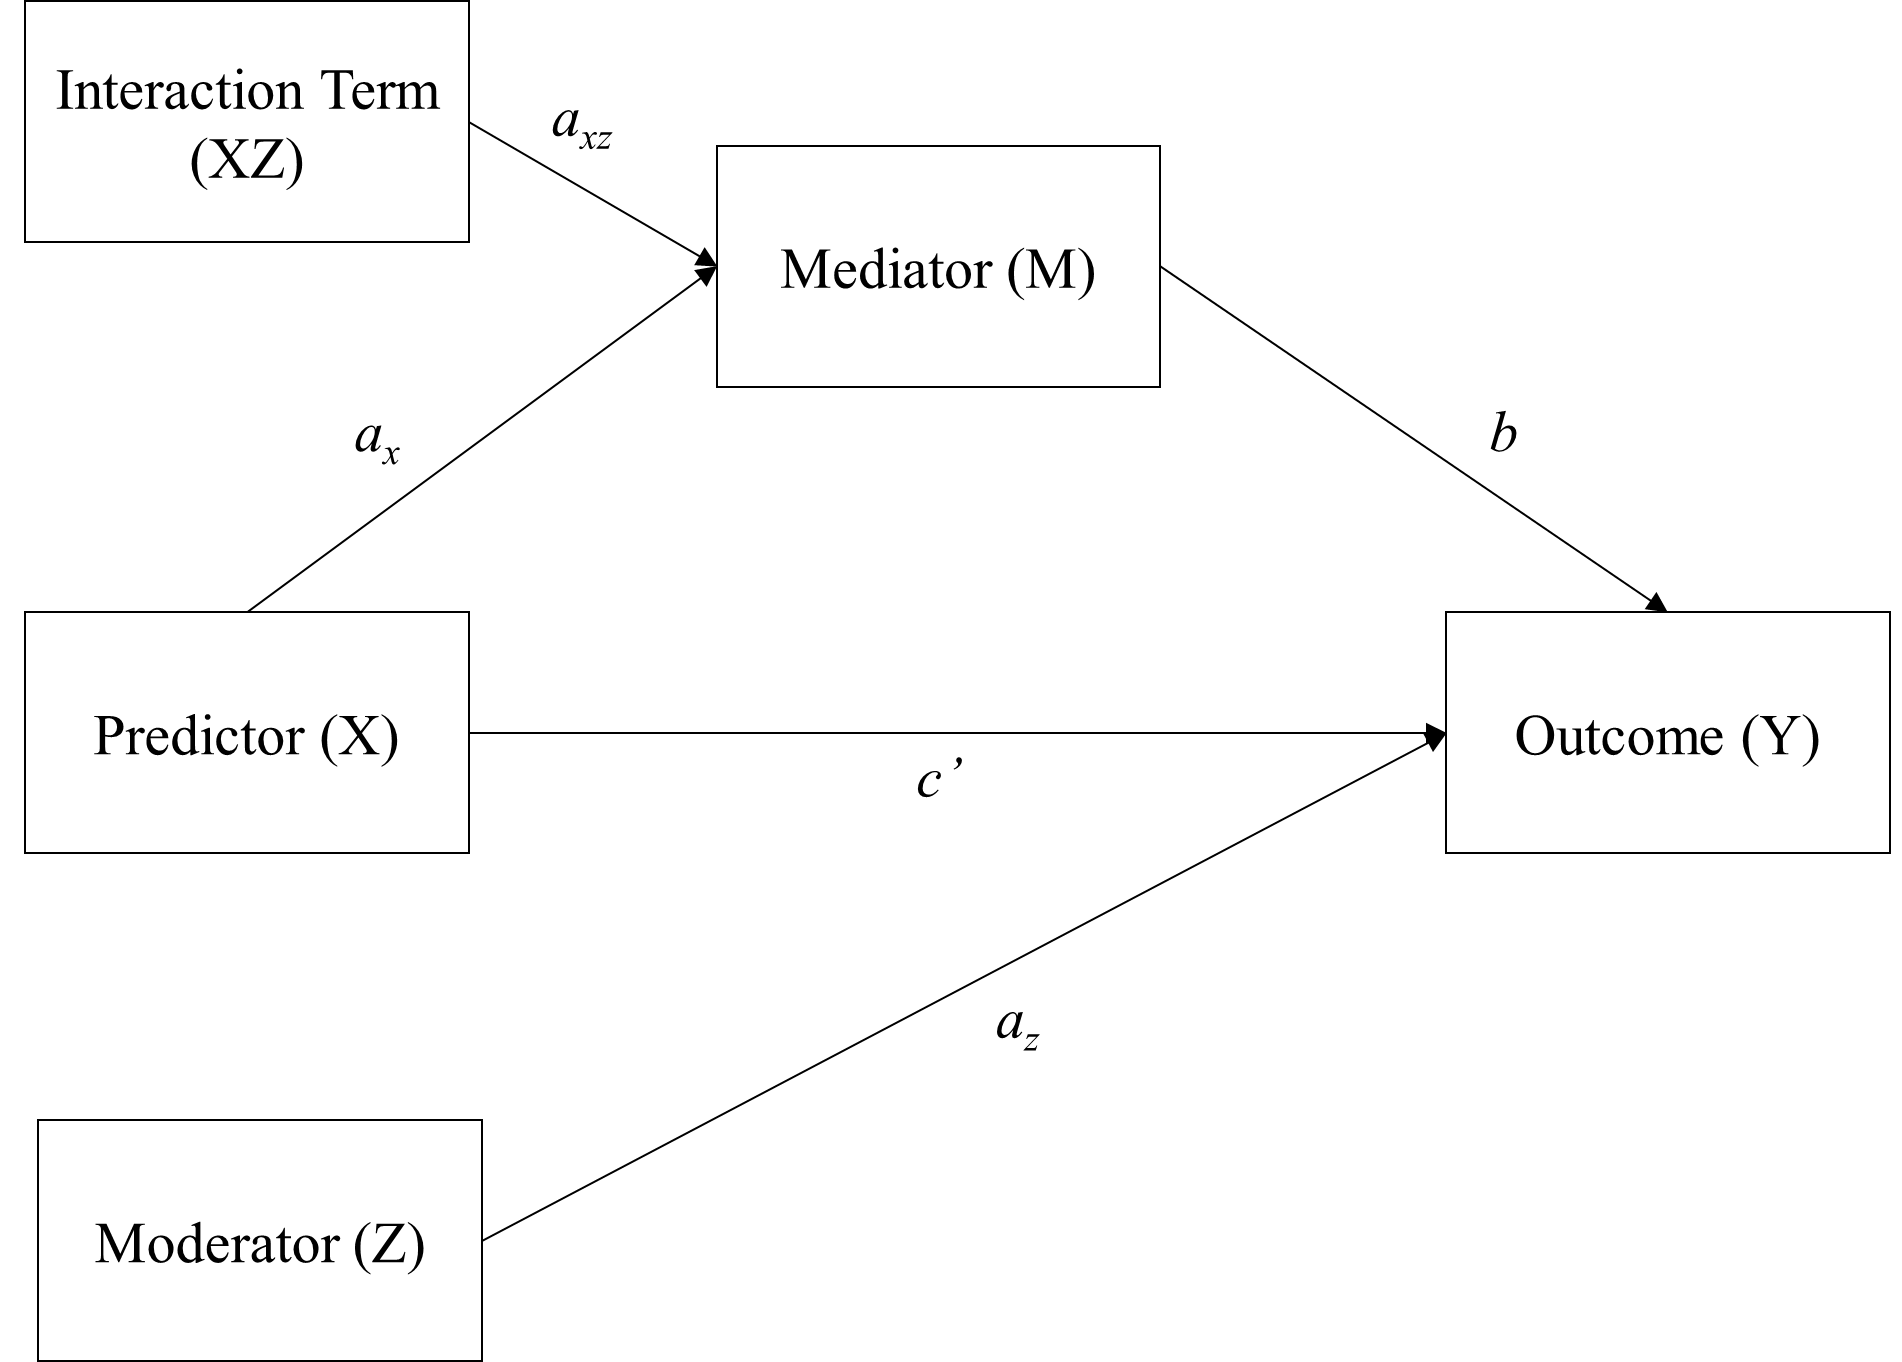 Interaction Term
(XZ)
a_xz
Mediator (M)
a_x
b
Predictor (X)
c’
Outcome (Y)
a_z
Moderator (Z)